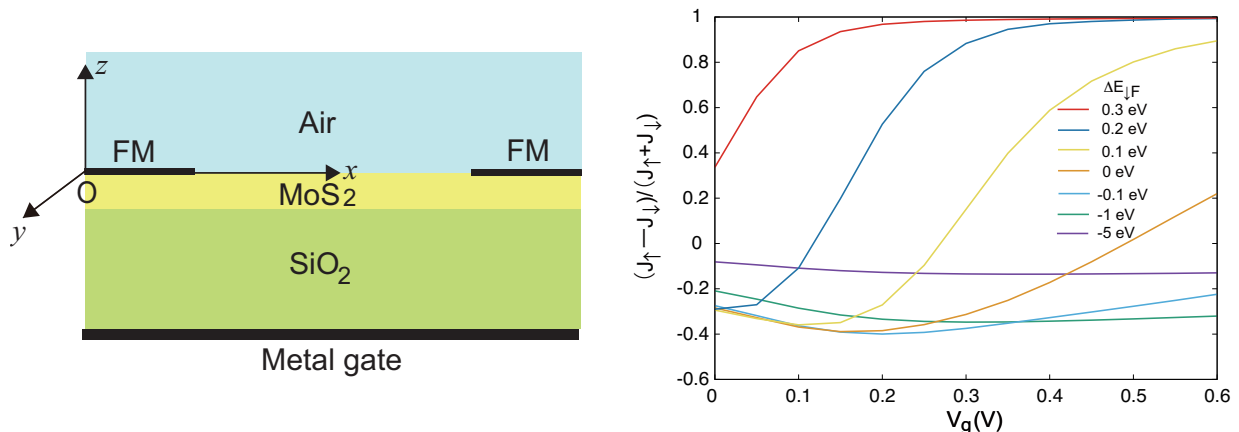 z
Air
FM
FM
x
O
MoS2
y
SiO2
Metal gate
1
0.8
0.6
0.4
0.2
0
-0.2
-0.4
-0.6
(J↑ — J↓)/(J↑+J↓)
ΔE↓F
0.3 eV
0.2 eV
0.1 eV
0 eV
-0.1 eV
-1 eV
-5 eV
0 0.1 0.2 0.3 0.4 0.5 0.6
Vg(V)